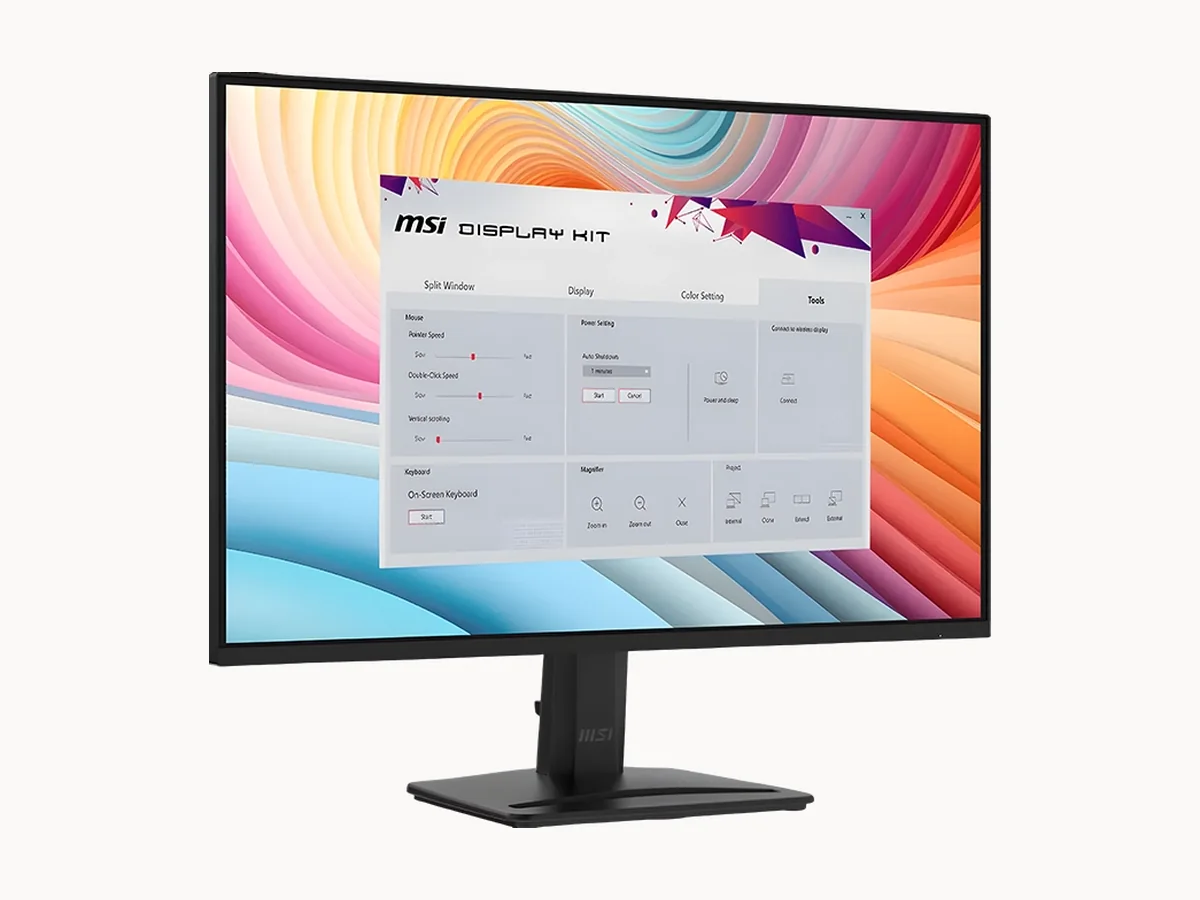 msi DISPLAY KIT
Split Window
Display
Color Setting
Tools
Mouse
Pointer Speed
Slow
Fast
Double-Click Speed
Slow
Fast
Vertical scrolling
Slow
Fast
Power Setting
Auto Shutdown
1 minutes
Start
Cancel
Power and sleep
Connect to wireless display
Connect
Keyboard
On-Screen Keyboard
Start
Magnifier
Zoom in
Zoom out
Close
Project
Internal
Clone
Extend
External
msi